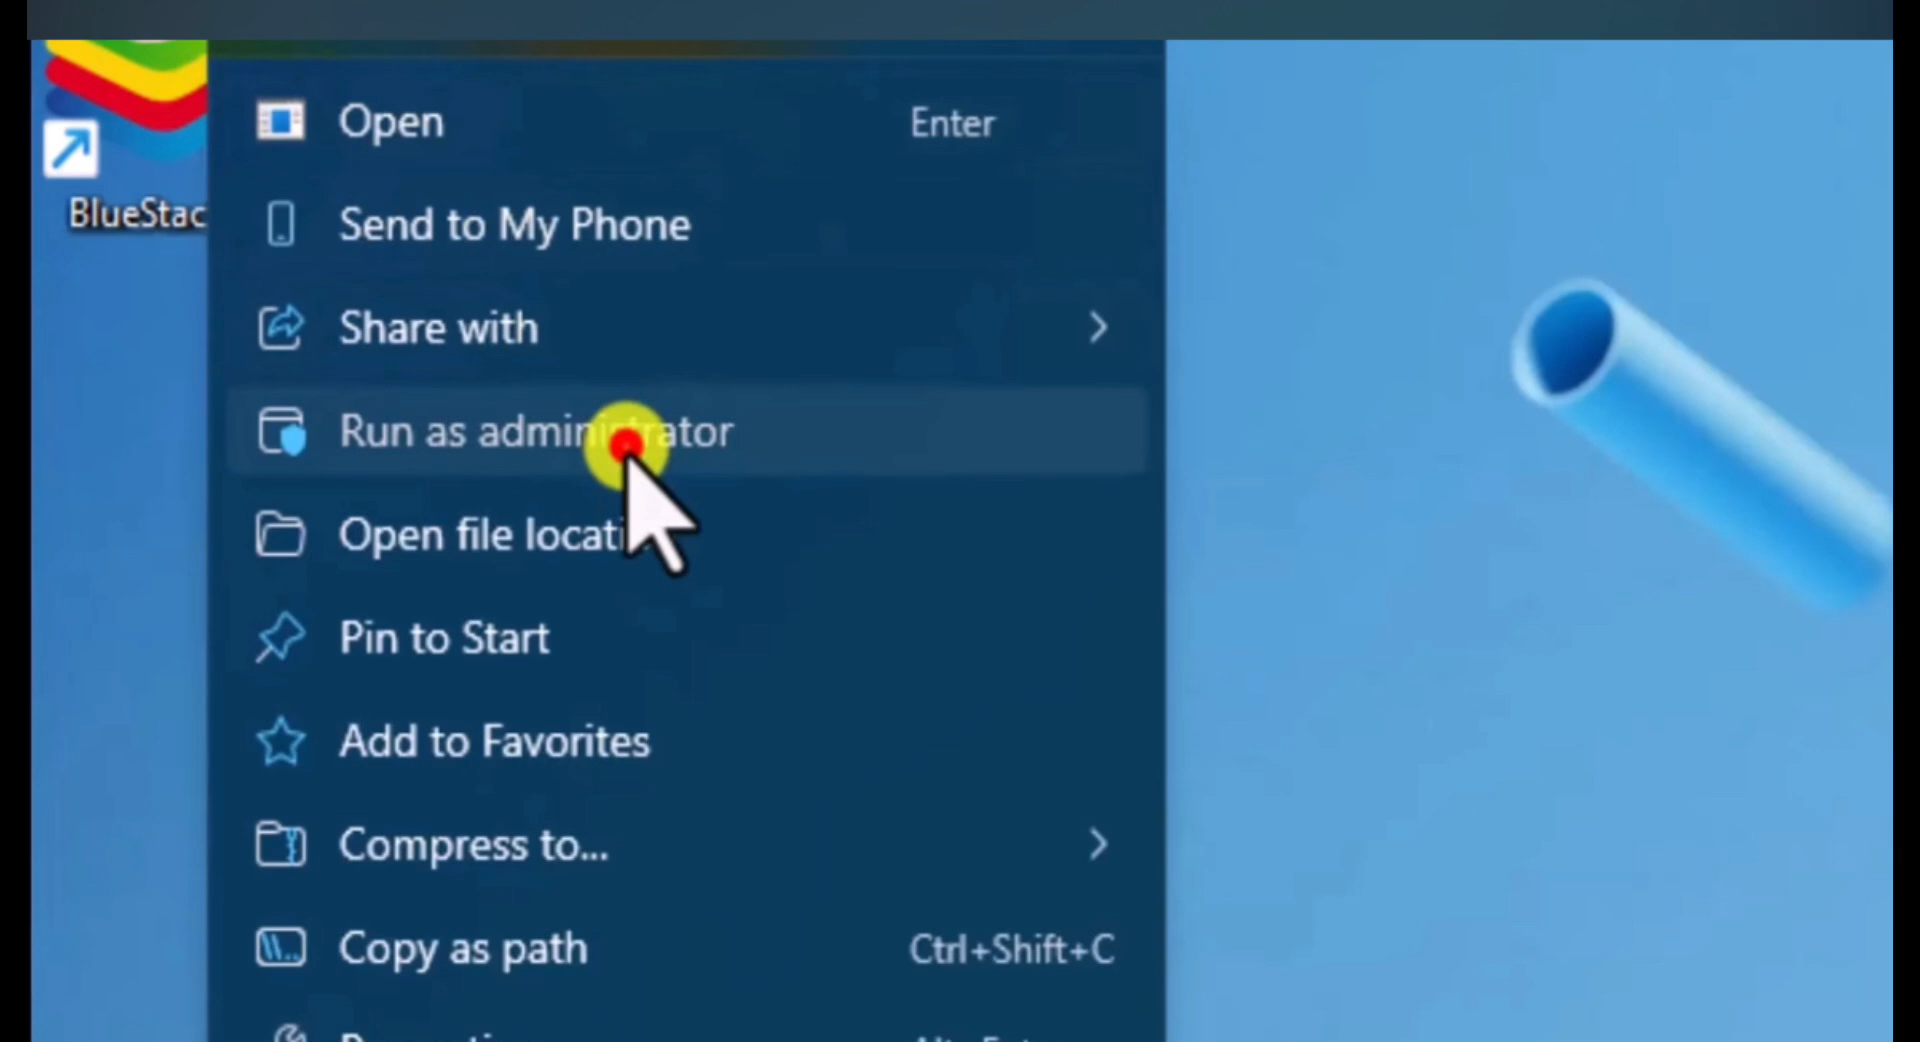 BlueStac
Open Enter
Send to My Phone
Share with
Run as administrator
Open file locati
Pin to Start
Add to Favorites
Compress to...
Copy as path Ctrl+Shift+C